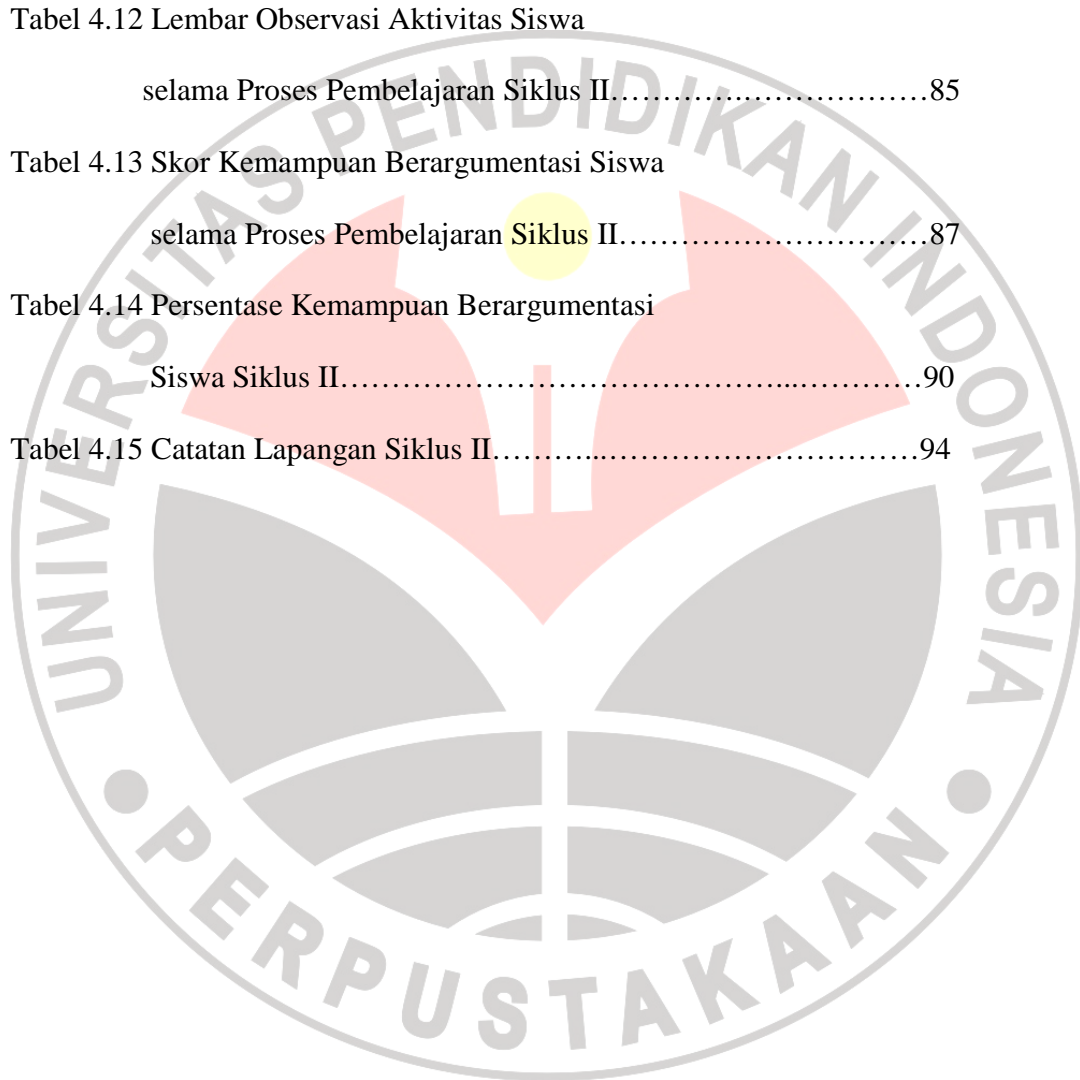 Tabel 4.12 Lembar Observasi Aktivitas Siswa
selama Proses Pembelajaran Siklus II……………………………85
Tabel 4.13 Skor Kemampuan Berargumentasi Siswa
selama Proses Pembelajaran Siklus II…………………………87
Tabel 4.14 Persentase Kemampuan Berargumentasi
Siswa Siklus II……………………………………...…………90
Tabel 4.15 Catatan Lapangan Siklus II………...…………………………94
UNIVERSITAS PENDIDIKAN INDONESIA
PERPUSTAKAAN